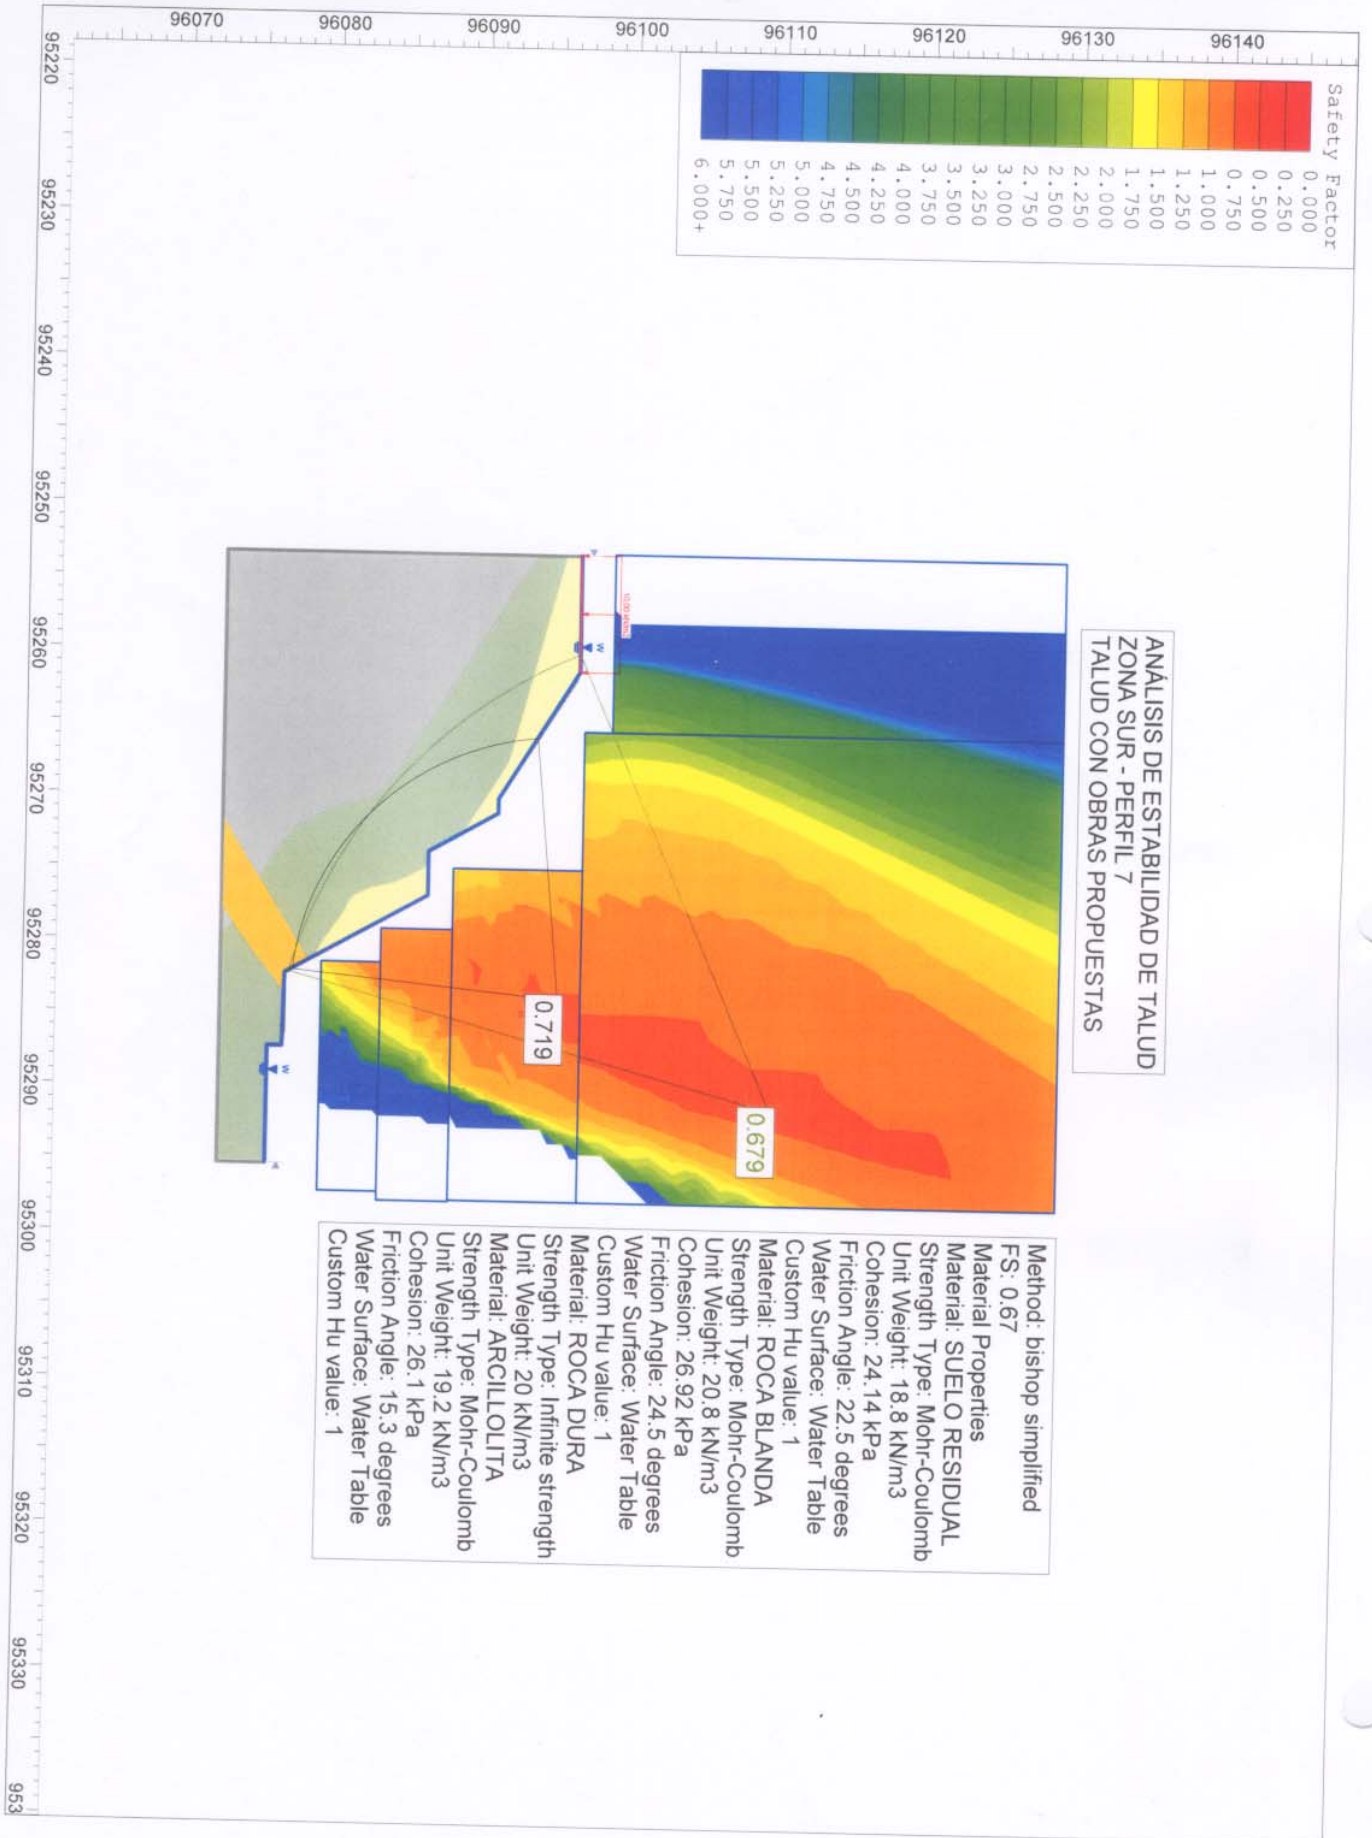 Safety Factor
0.000
0.250
0.500
0.750
1.000
1.250
1.500
1.750
2.000
2.250
2.500
2.750
3.000
3.250
3.500
3.750
4.000
4.250
4.500
4.750
5.000
5.250
5.500
5.750
6.000+
ANÁLISIS DE ESTABILIDAD DE TALUD
ZONA SUR - PERFIL 7
TALUD CON OBRAS PROPUESTAS
0.679
0.719
W
W
Method: bishop simplified
FS: 0.67
Material Properties
Material: SUELO RESIDUAL
Strength Type: Mohr-Coulomb
Unit Weight: 18.8 kN/m3
Cohesion: 24.14 kPa
Friction Angle: 22.5 degrees
Water Surface: Water Table
Custom Hu value: 1
Material: ROCA BLANDA
Strength Type: Mohr-Coulomb
Unit Weight: 20.8 kN/m3
Cohesion: 26.92 kPa
Friction Angle: 24.5 degrees
Water Surface: Water Table
Custom Hu value: 1
Material: ROCA DURA
Strength Type: Infinite strength
Unit Weight: 20 kN/m3
Material: ARCILLOLITA
Strength Type: Mohr-Coulomb
Unit Weight: 19.2 kN/m3
Cohesion: 26.1 kPa
Friction Angle: 15.3 degrees
Water Surface: Water Table
Custom Hu value: 1
96140
96130
96120
96110
96100
96090
96080
96070
95220
95230
95240
95250
95260
95270
95280
95290
95300
95310
95320
95330
953